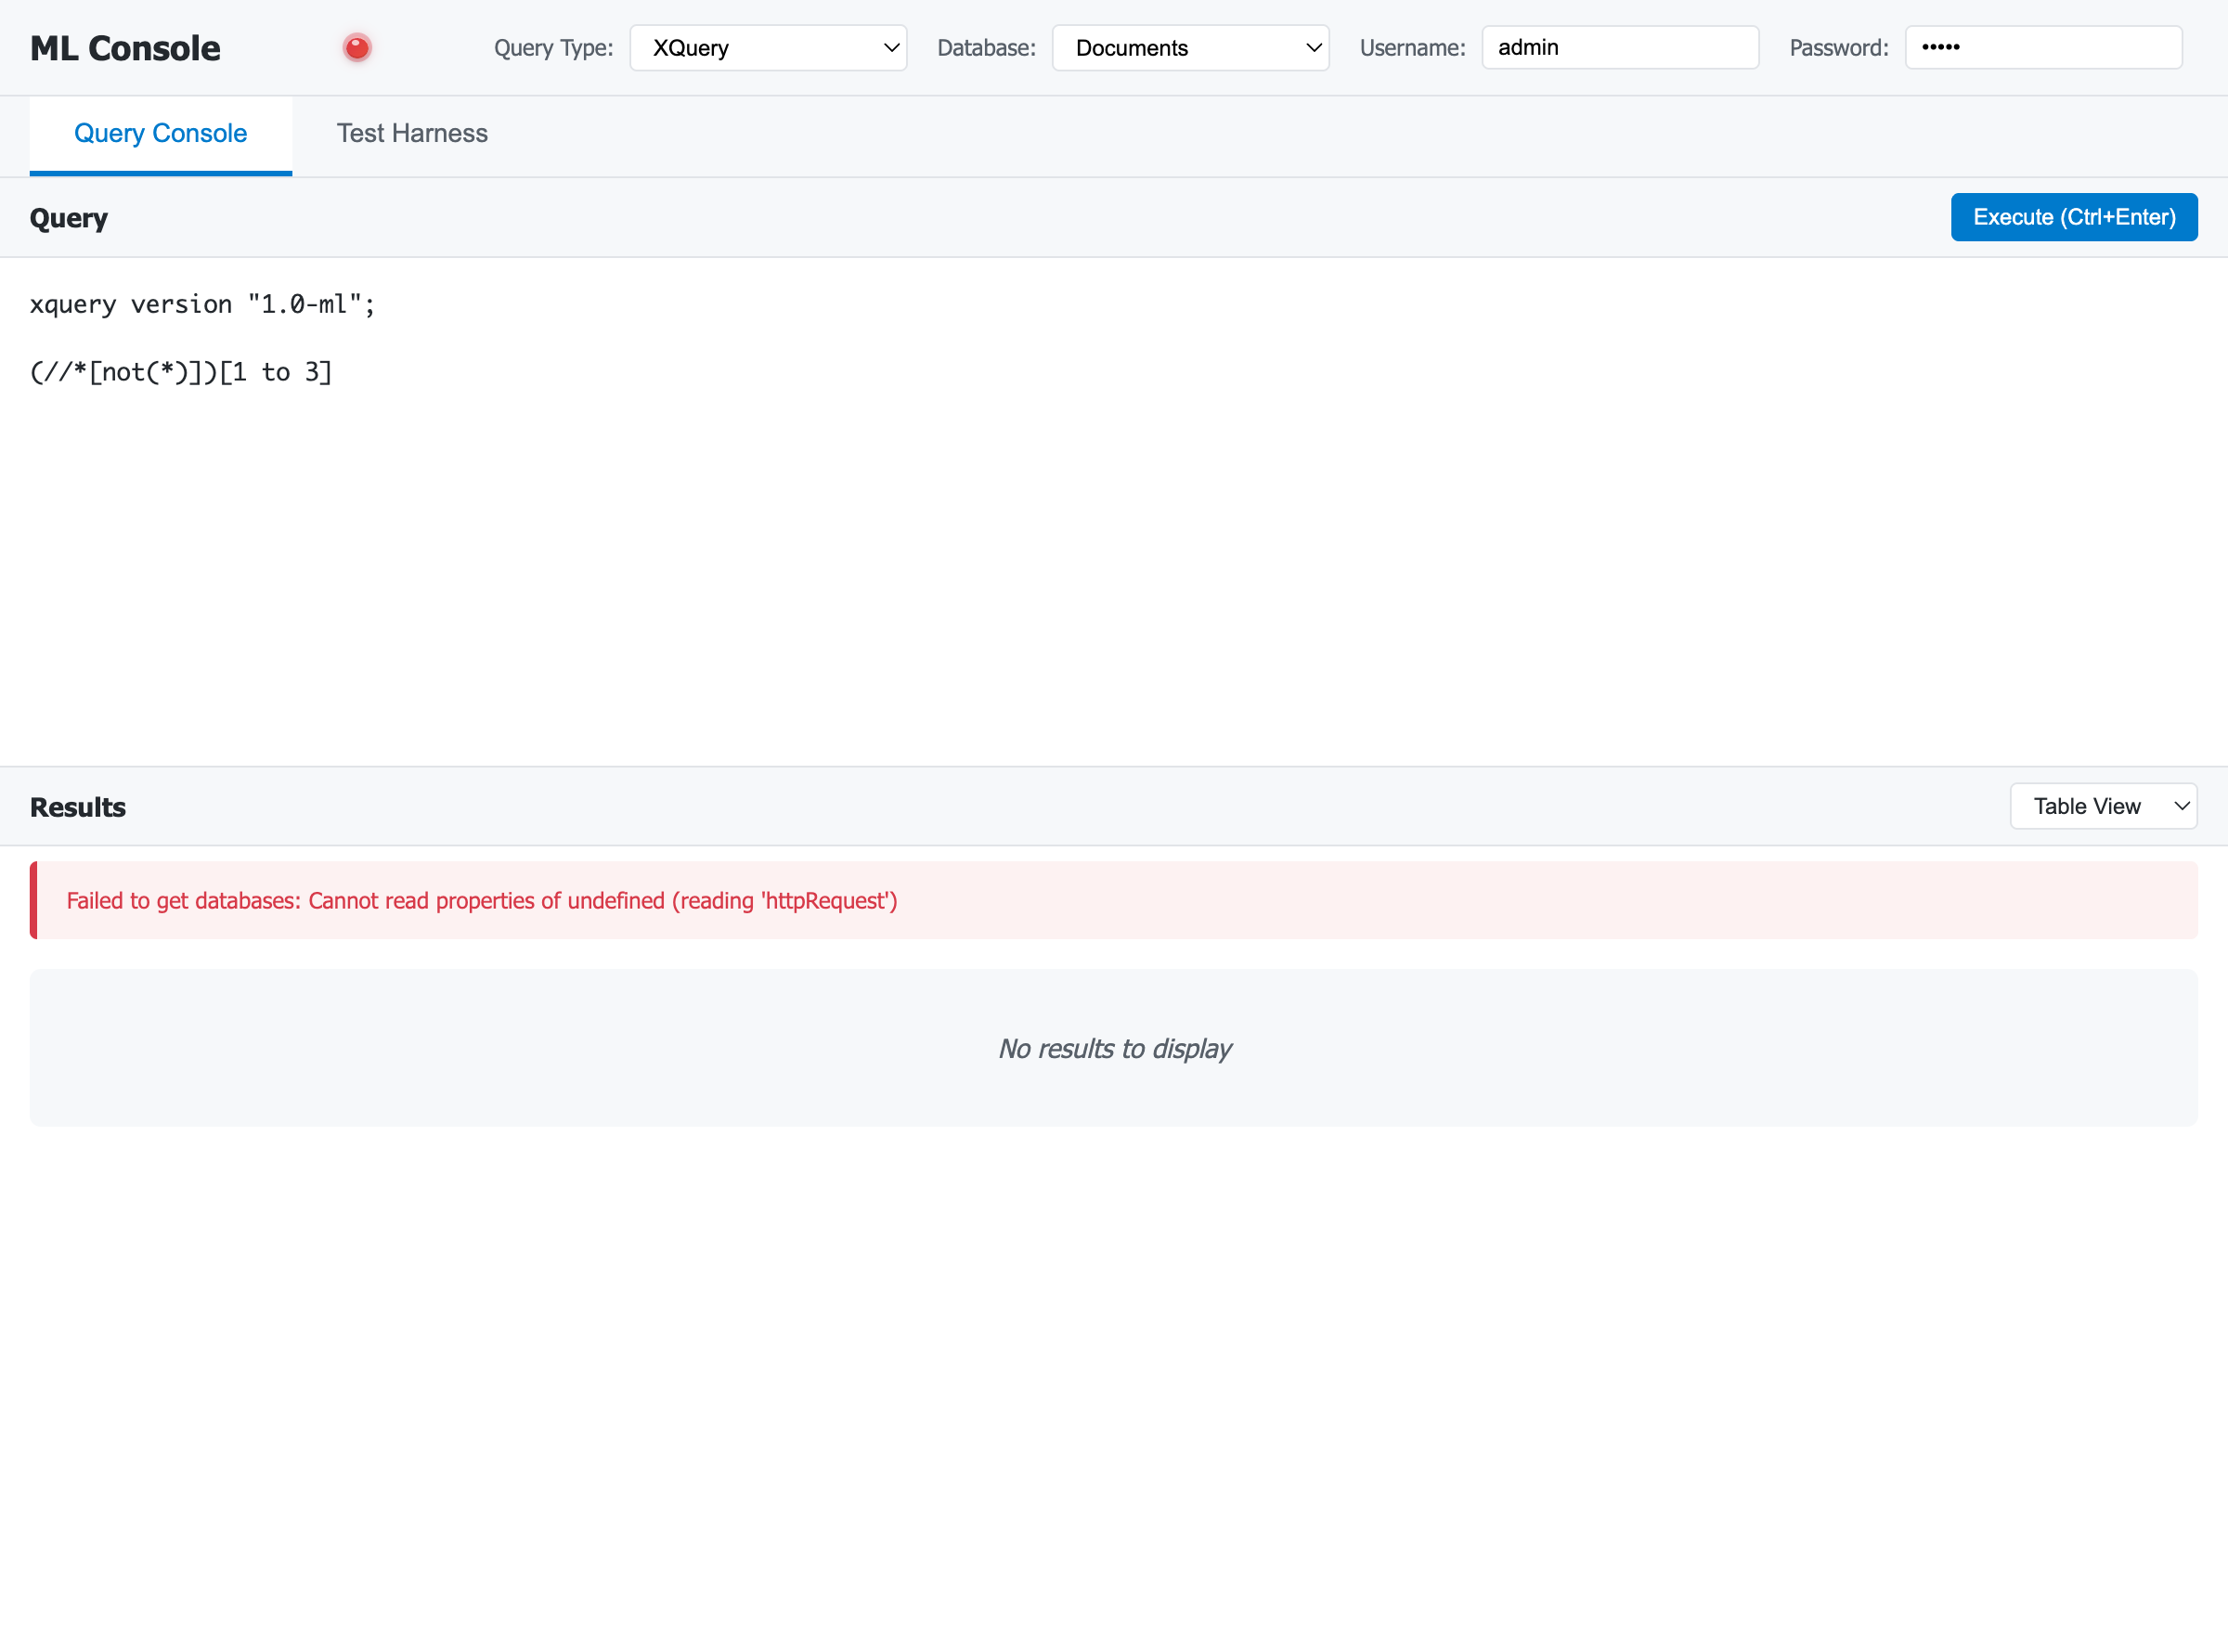 ML Console
Query Type: XQuery Database: Documents Username: admin Password: •••••
Query Console Test Harness
Query Execute (Ctrl+Enter)
xquery version "1.0-ml";
(//*[not(*)])[1 to 3]
Results Table View
Failed to get databases: Cannot read properties of undefined (reading 'httpRequest')
No results to display